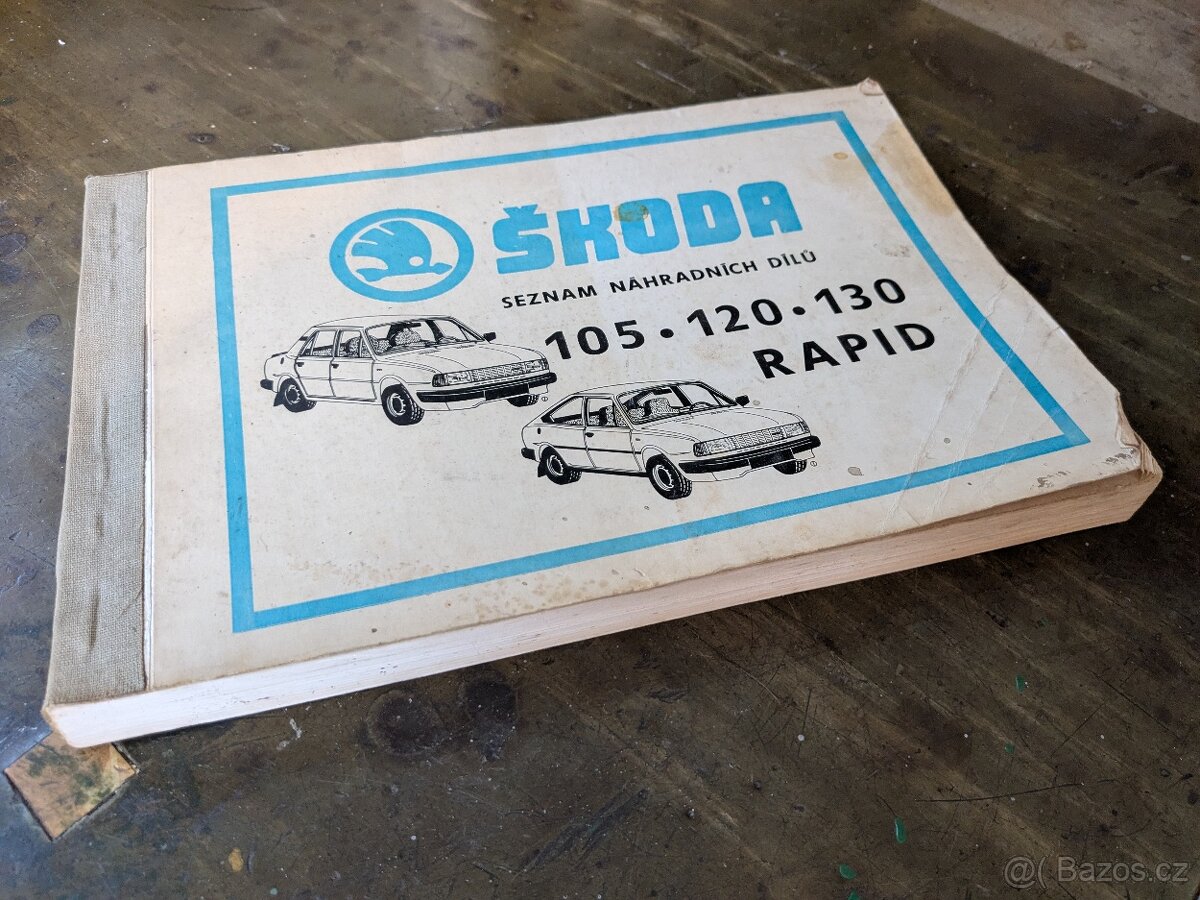 ŠKODA
SEZNAM NÁHRADNÍCH DÍLŮ
105 • 120 • 130
RAPID
@( Bazos.cz